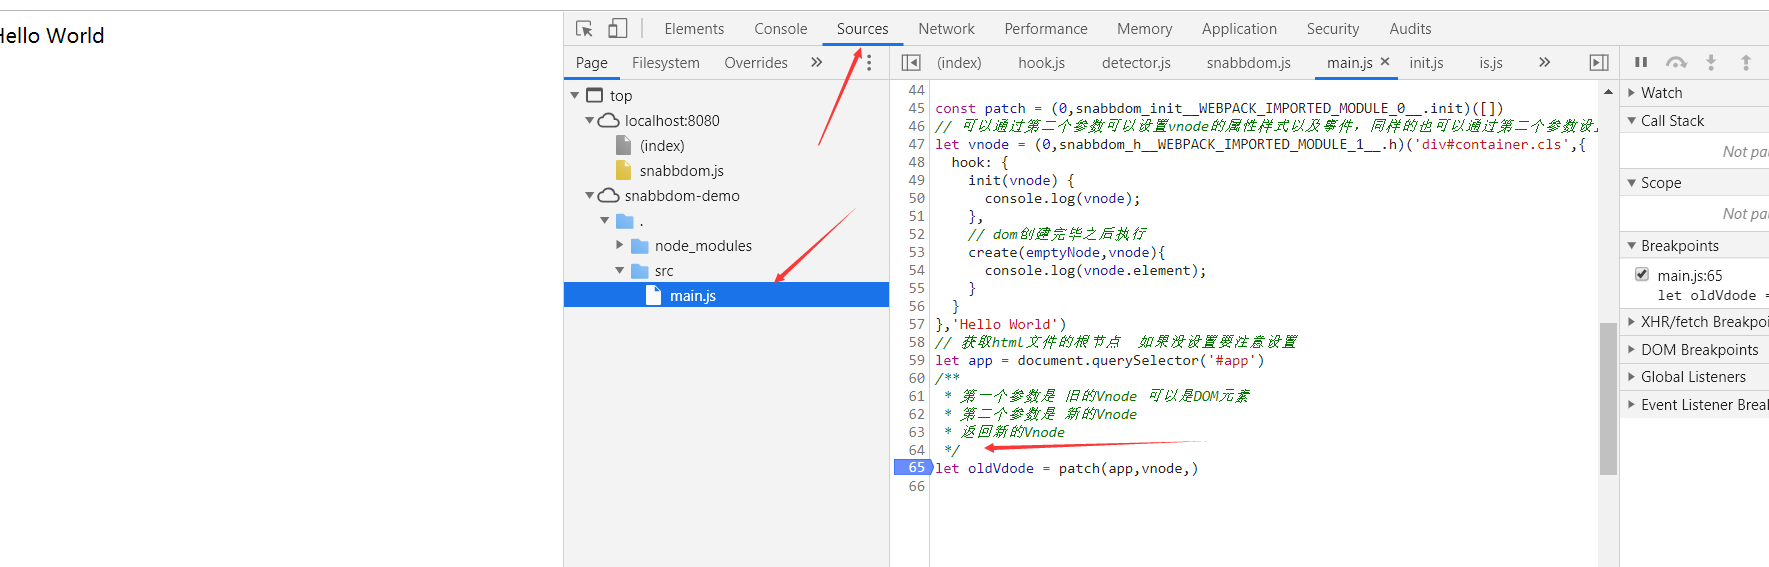 Hello World
Elements Console Sources Network Performance Memory Application Security Audits
Page Filesystem Overrides »
(index) hook.js detector.js snabbdom.js main.js × init.js is.js »
top
localhost:8080
(index)
snabbdom.js
snabbdom-demo
.
node_modules
src
main.js
44
45 const patch = (0,snabbdom_init__WEBPACK_IMPORTED_MODULE_0__.init)([])
46 // 可以通过第二个参数可以设置vnode的属性样式以及事件，同样的也可以通过第二个参数设
47 let vnode = (0,snabbdom_h__WEBPACK_IMPORTED_MODULE_1__.h)('div#container.cls',{
48 hook: {
49 init(vnode) {
50 console.log(vnode);
51 },
52 // dom创建完毕之后执行
53 create(emptyNode,vnode){
54 console.log(vnode.element);
55 }
56 }
57 },'Hello World')
58 // 获取html文件的根节点 如果没设置要注意设置
59 let app = document.querySelector('#app')
60 /**
61 * 第一个参数是 旧的Vnode 可以是DOM元素
62 * 第二个参数是 新的Vnode
63 * 返回新的Vnode
64 */
65 let oldVdode = patch(app,vnode,)
66
Watch
Call Stack
Not pa
Scope
Not pa
Breakpoints
main.js:65
let oldVdode =
XHR/fetch Breakpoi
DOM Breakpoints
Global Listeners
Event Listener Breal